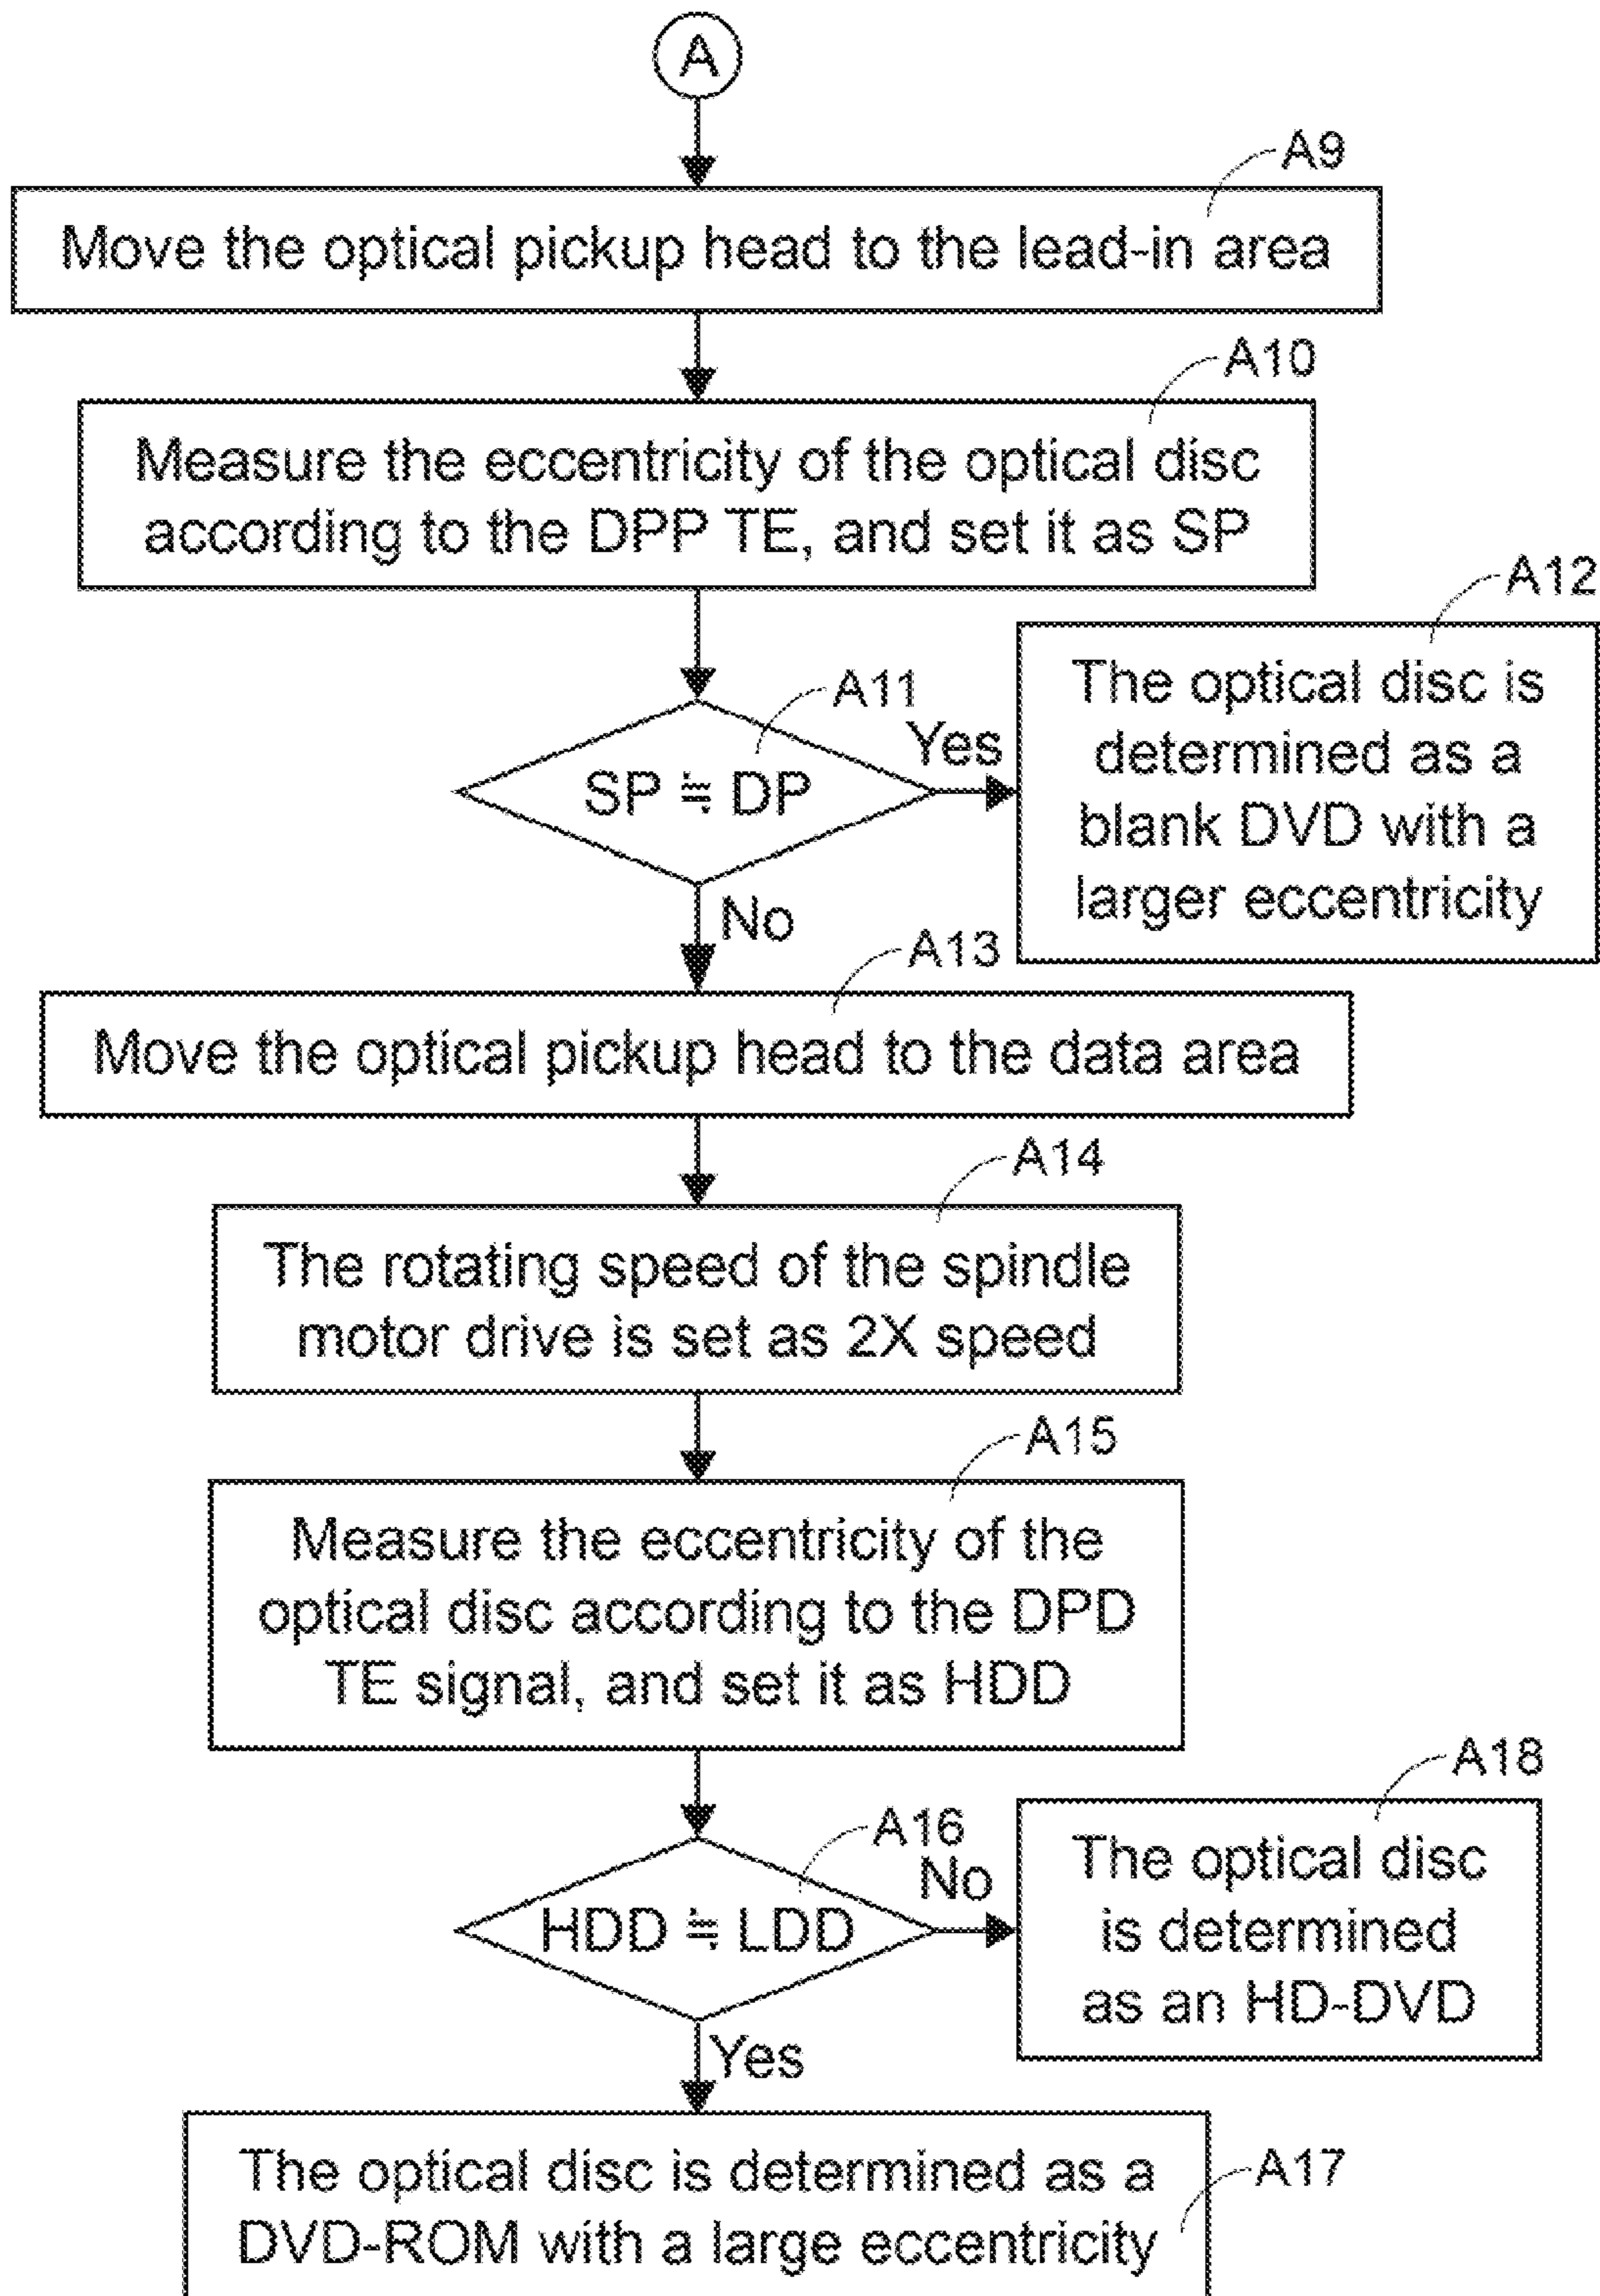 A
A9
Move the optical pickup head to the lead-in area
A10
Measure the eccentricity of the optical disc
according to the DPP TE, and set it as SP
A11
SP ≒ DP
Yes
A12
The optical disc is
determined as a
blank DVD with a
larger eccentricity
No
A13
Move the optical pickup head to the data area
A14
The rotating speed of the spindle
motor drive is set as 2X speed
A15
Measure the eccentricity of the
optical disc according to the DPD
TE signal, and set it as HDD
A16
HDD ≒ LDD
No
A18
The optical disc
is determined
as an HD-DVD
Yes
A17
The optical disc is determined as a
DVD-ROM with a large eccentricity